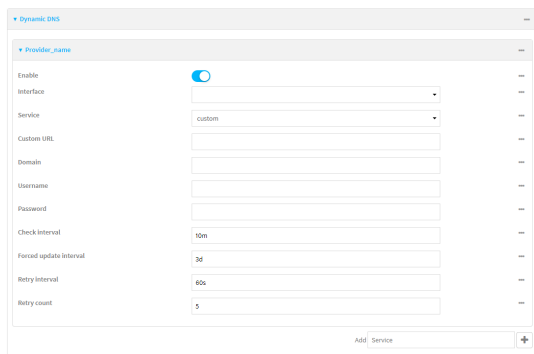 Dynamic DNS
Provider_name
Enable
Interface
Service custom
Custom URL
Domain
Username
Password
Check interval 10m
Forced update interval 3d
Retry interval 60s
Retry count 5
Add Service